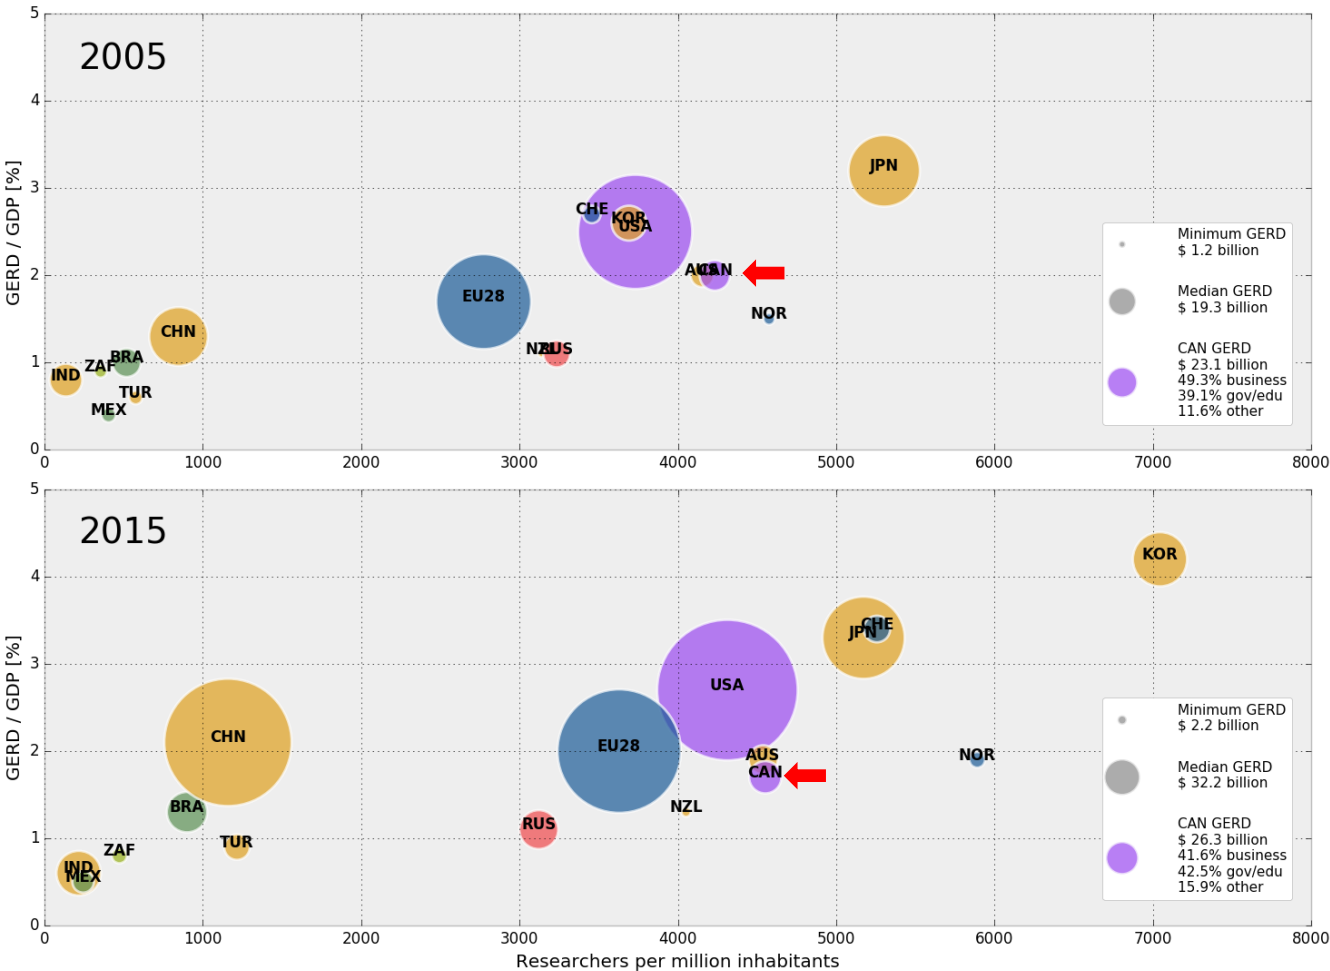 5
2005
4
JPN
3
CHE
KOR
USA
Minimum GERD
$ 1.2 billion
2
AUS
CAN
EU28
Median GERD
$ 19.3 billion
NOR
CHN
NZL
RUS
CAN GERD
$ 23.1 billion
49.3% business
39.1% gov/edu
11.6% other
1
BRA
ZAF
IND
TUR
MEX
0
GERD / GDP [%]
0 1000 2000 3000 4000 5000 6000 7000 8000
5
2015
KOR
4
CHE
JPN
3
USA
Minimum GERD
$ 2.2 billion
CHN
EU28
2
AUS
NOR
CAN
Median GERD
$ 32.2 billion
BRA
NZL
RUS
CAN GERD
$ 26.3 billion
41.6% business
42.5% gov/edu
15.9% other
1
TUR
ZAF
IND
MEX
0
GERD / GDP [%]
0 1000 2000 3000 4000 5000 6000 7000 8000
Researchers per million inhabitants